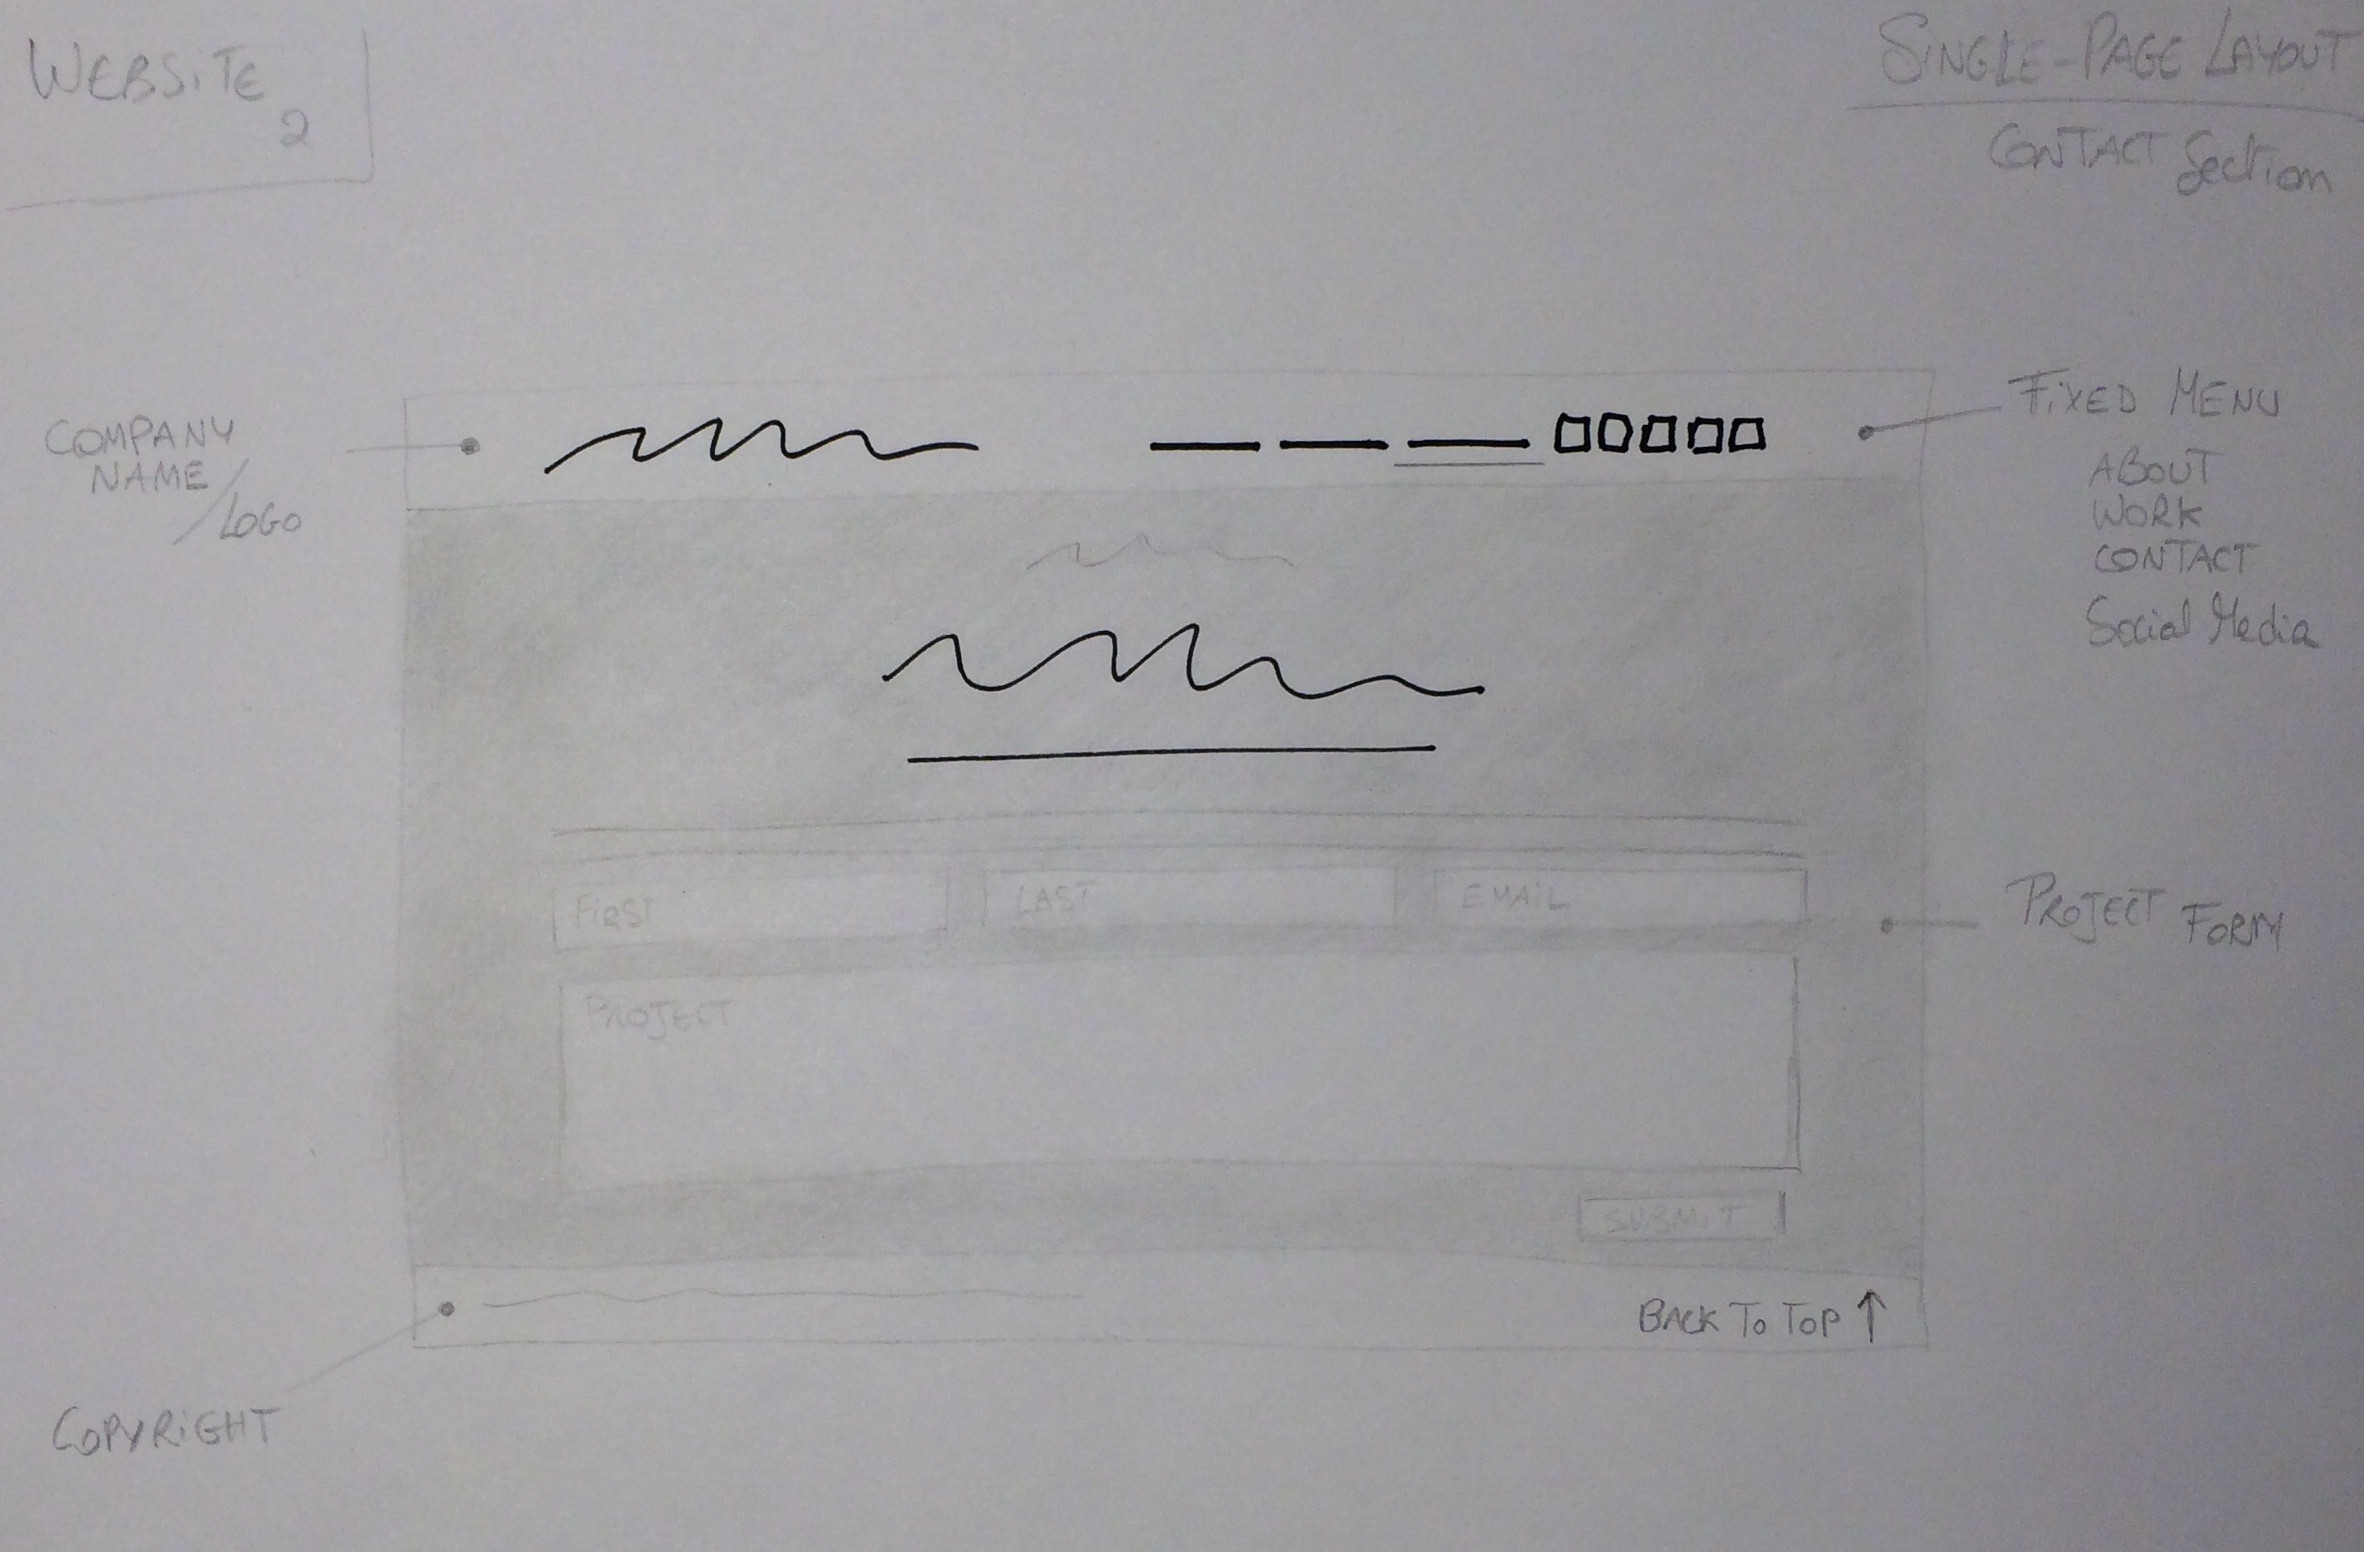 WEBSiTE
2
SiNGLE-PAGE LAYOUT
CONTACT Section
COMPANY
NAME/
LOGO
FiXED MENU
ABOUT
WORK
CONTACT
Social Media
FiRST
LAST
EMAiL
PROJECT FORM
PROJECT
SUBMiT
BACK To ToP ↑
COPYRiGHT